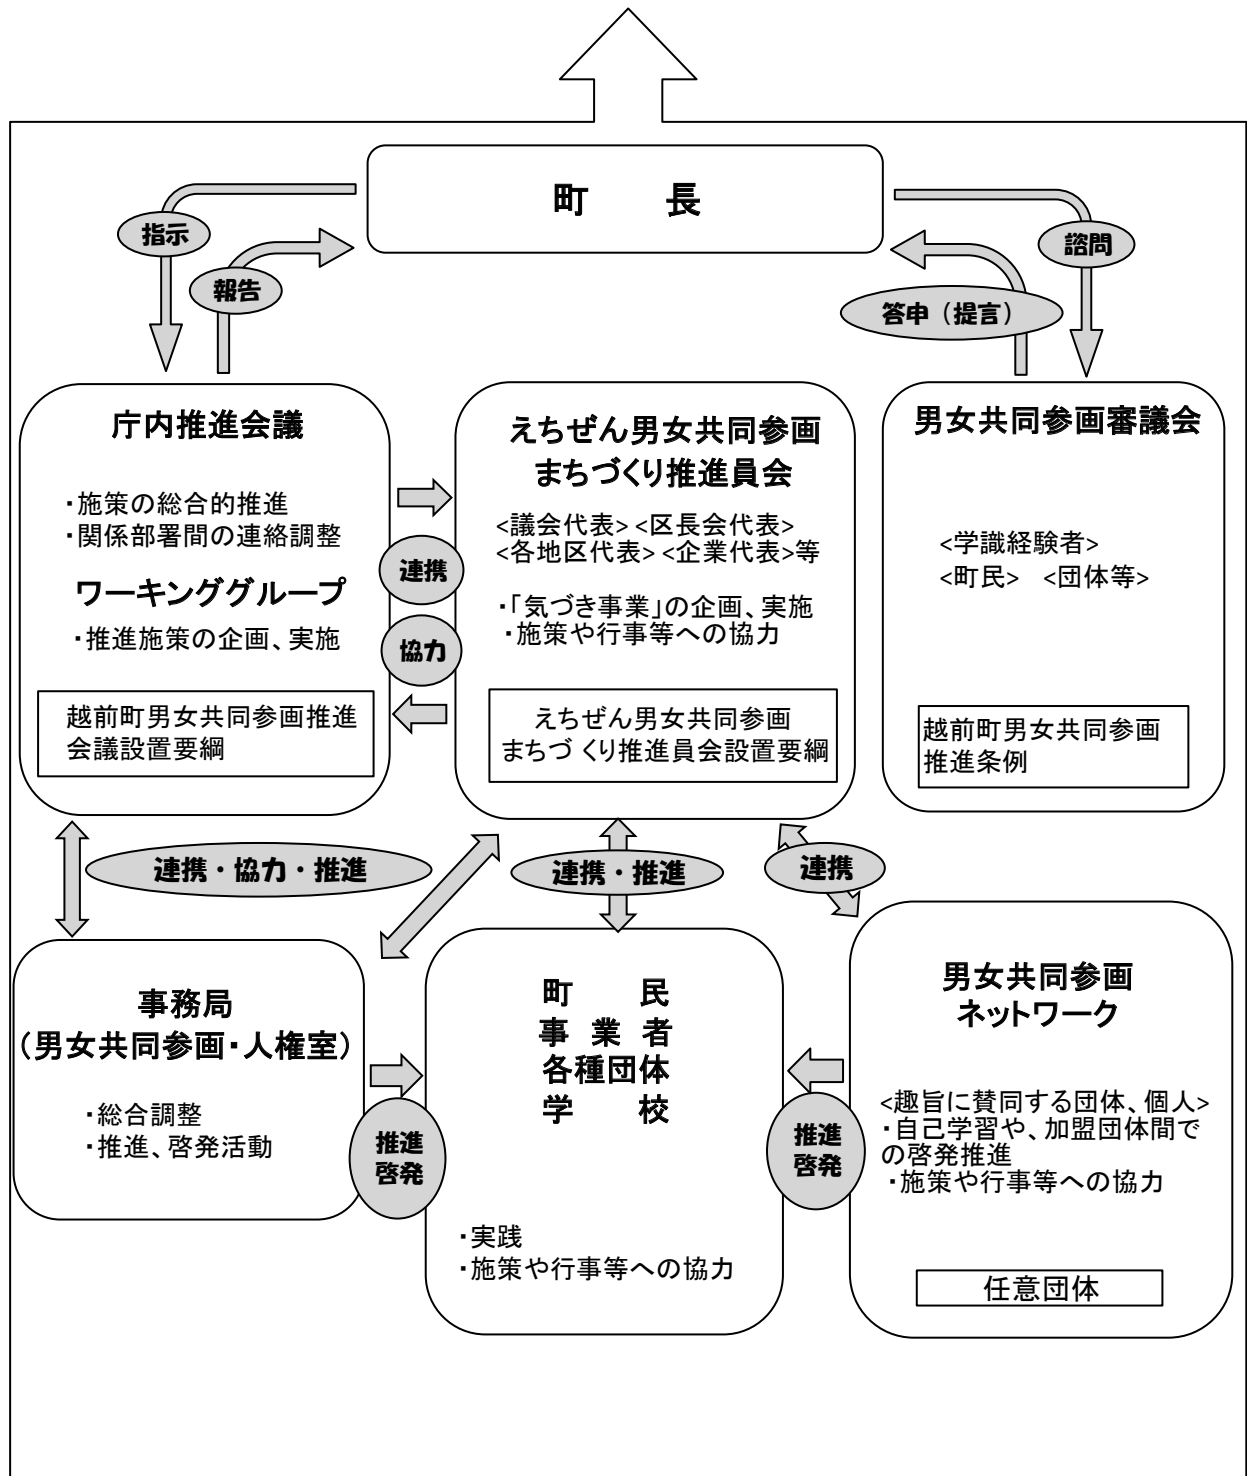 町　長
指示
報告
諮問
答申（提言）
庁内推進会議
・施策の総合的推進
・関係部署間の連絡調整
ワーキンググループ
・推進施策の企画、実施
越前町男女共同参画推進
会議設置要綱
連携
協力
えちぜん男女共同参画
まちづくり推進員会
<議会代表> <区長会代表>
<各地区代表> <企業代表>等
・「気づき事業」の企画、実施
・施策や行事等への協力
えちぜん男女共同参画
まちづくり推進員会設置要綱
男女共同参画審議会
<学識経験者>
<町民>　<団体等>
越前町男女共同参画
推進条例
連携・協力・推進
連携・推進
連携
事務局
（男女共同参画・人権室）
・総合調整
・推進、啓発活動
推進
啓発
町　民
事 業 者
各種団体
学　校
・実践
・施策や行事等への協力
推進
啓発
男女共同参画
ネットワーク
<趣旨に賛同する団体、個人>
・自己学習や、加盟団体間で
の啓発推進
・施策や行事等への協力
任意団体